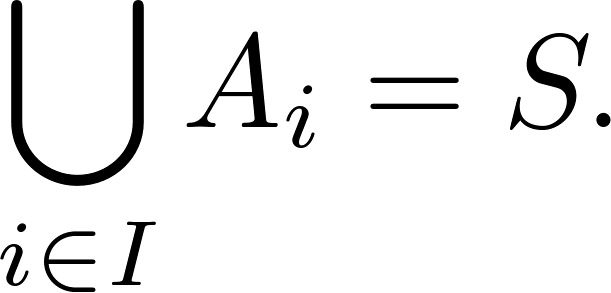 ⋃_{i∈I} A_i = S.